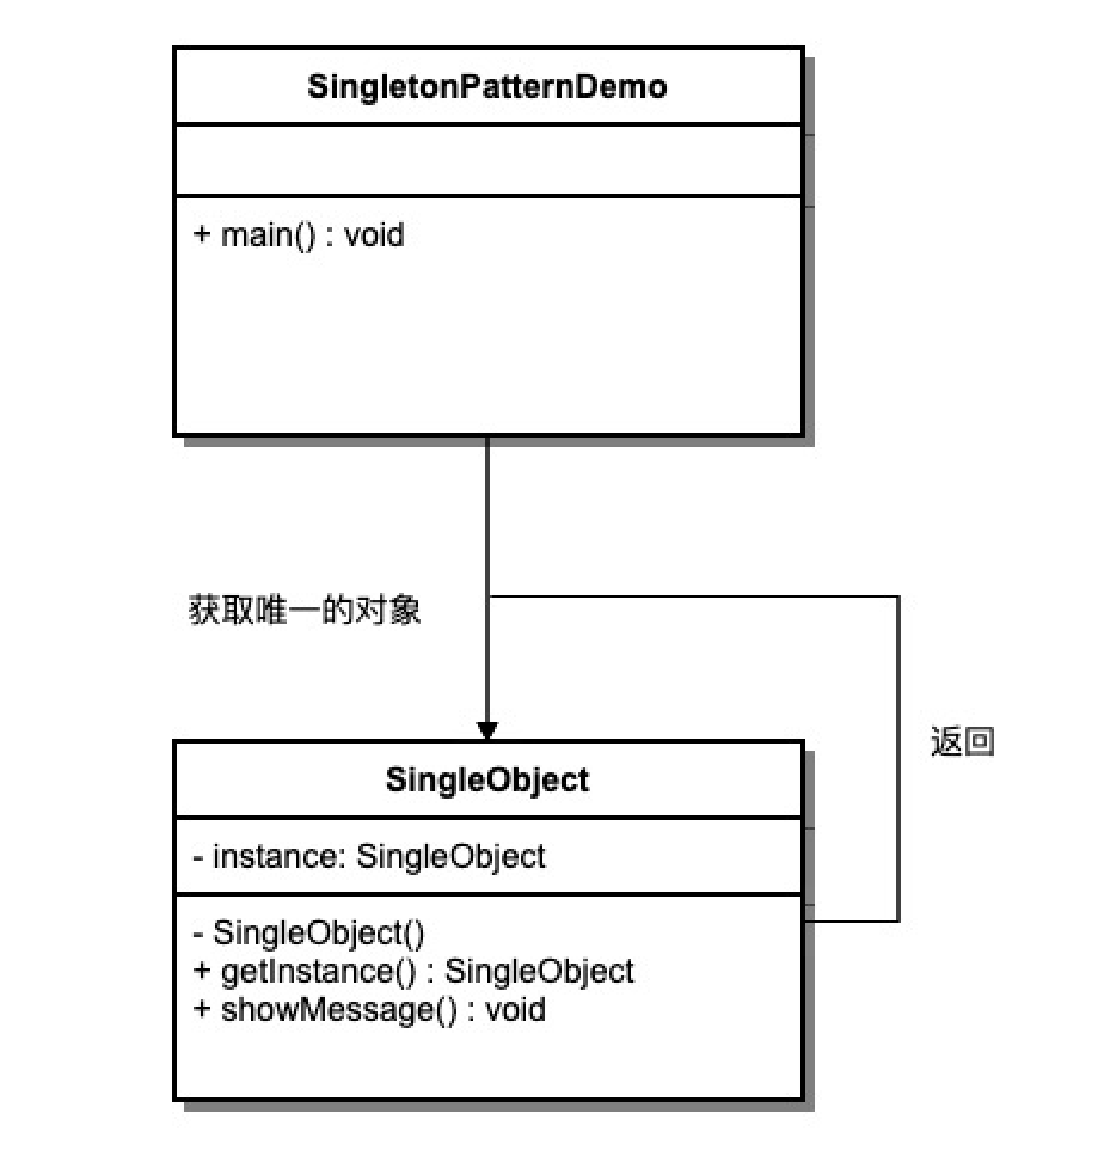 SingletonPatternDemo
+ main() : void
获取唯一的对象
返回
SingleObject
- instance: SingleObject
- SingleObject()
+ getInstance() : SingleObject
+ showMessage() : void